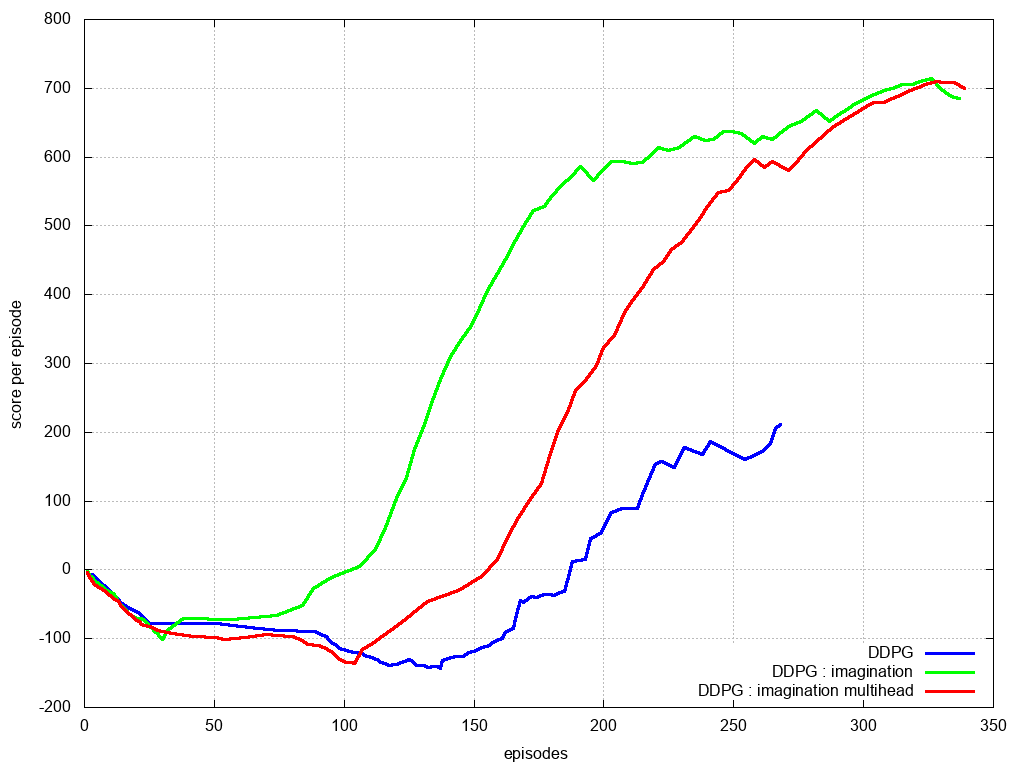 800
700
600
500
400
300
200
100
0
-100
-200
score per episode
0 50 100 150 200 250 300 350
episodes
DDPG
DDPG : imagination
DDPG : imagination multihead